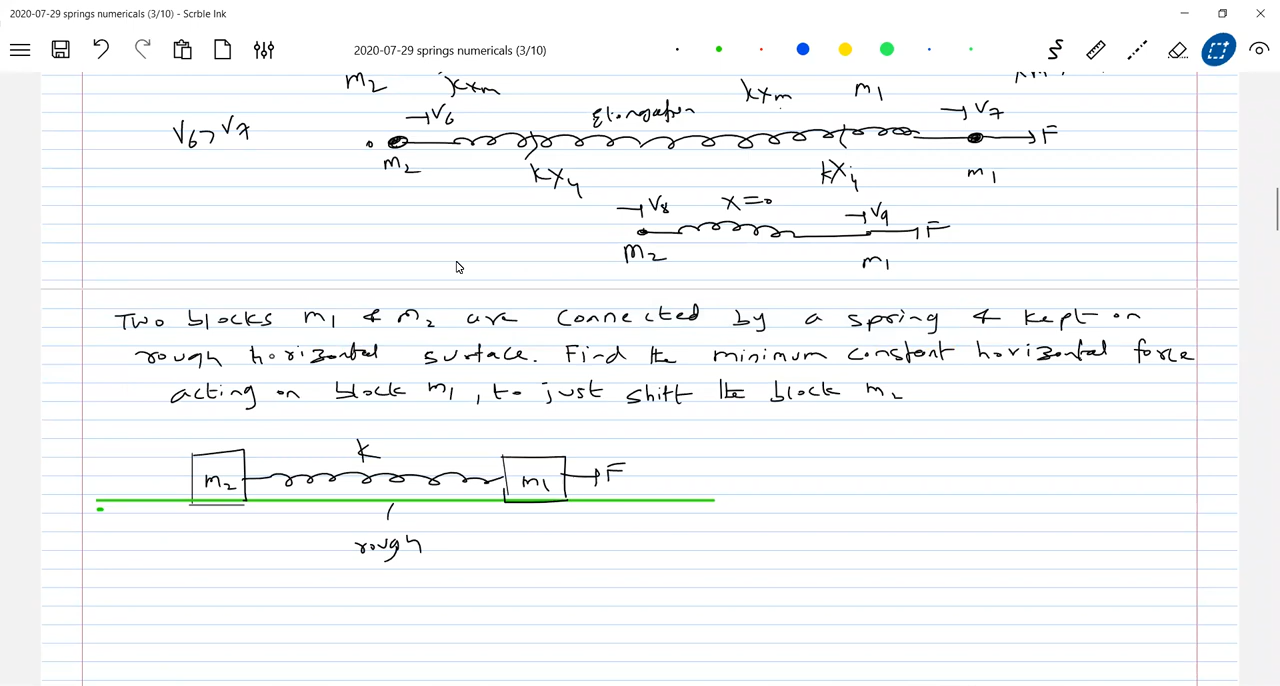 2020-07-29 springs numericals (3/10) - Scrble Ink
2020-07-29 springs numericals (3/10)
m2 kxm kxm m1
V6 > V7 → V6 Elongation → V7 F
m2 kx4 kx4 m1
→ V8 x=0 → V9 F
m2 m1
Two blocks m1 & m2 are connected by a spring & kept on
rough horizontal surface. Find the minimum constant horizontal force
acting on block m1, to just shift the block m2
K
m2 m1 F
rough